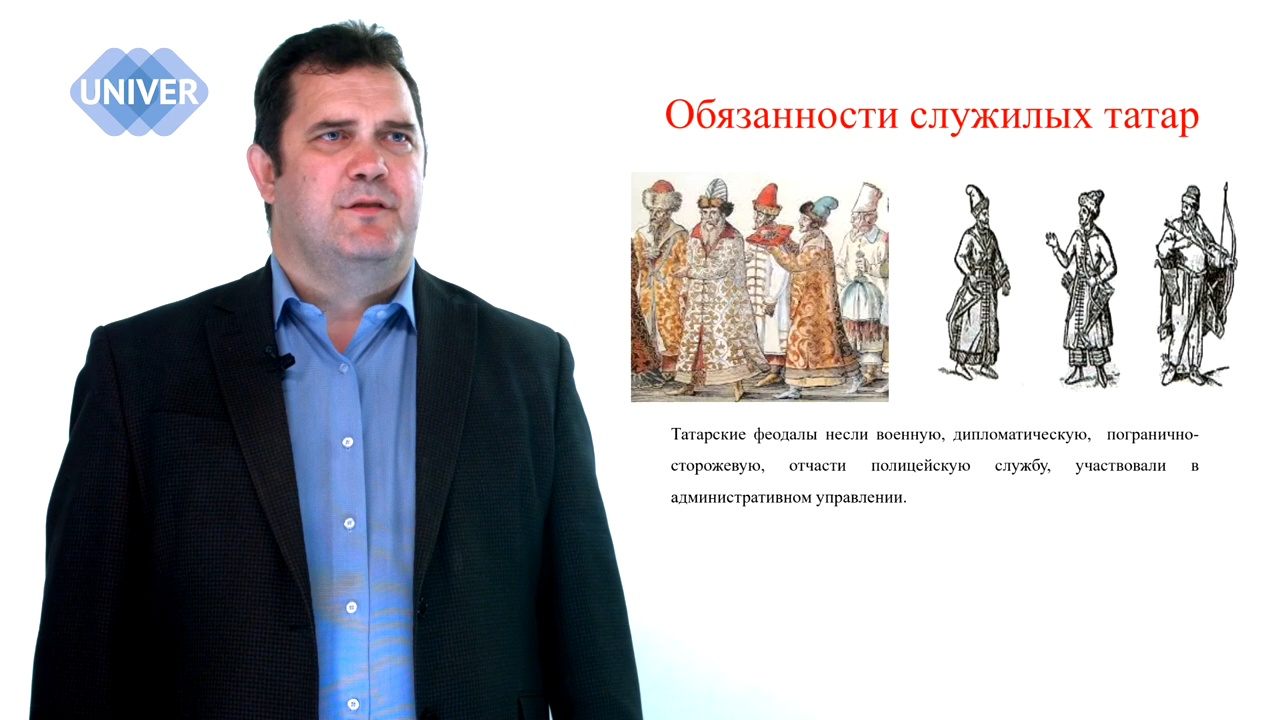 UNIVER
Обязанности служилых татар
Татарские феодалы несли военную, дипломатическую, погранично-
сторожевую, отчасти полицейскую службу, участвовали в
административном управлении.